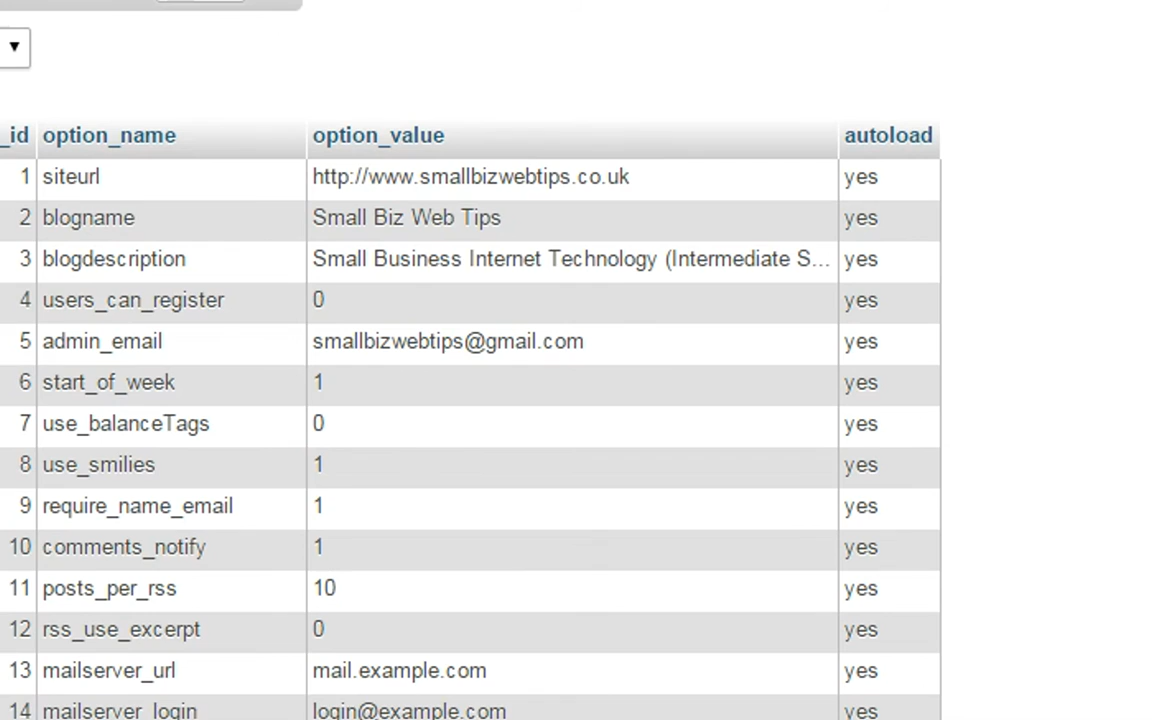 _id option_name option_value autoload
1 siteurl http://www.smallbizwebtips.co.uk yes
2 blogname Small Biz Web Tips yes
3 blogdescription Small Business Internet Technology (Intermediate S... yes
4 users_can_register 0 yes
5 admin_email smallbizwebtips@gmail.com yes
6 start_of_week 1 yes
7 use_balanceTags 0 yes
8 use_smilies 1 yes
9 require_name_email 1 yes
10 comments_notify 1 yes
11 posts_per_rss 10 yes
12 rss_use_excerpt 0 yes
13 mailserver_url mail.example.com yes
14 mailserver_login login@example.com yes